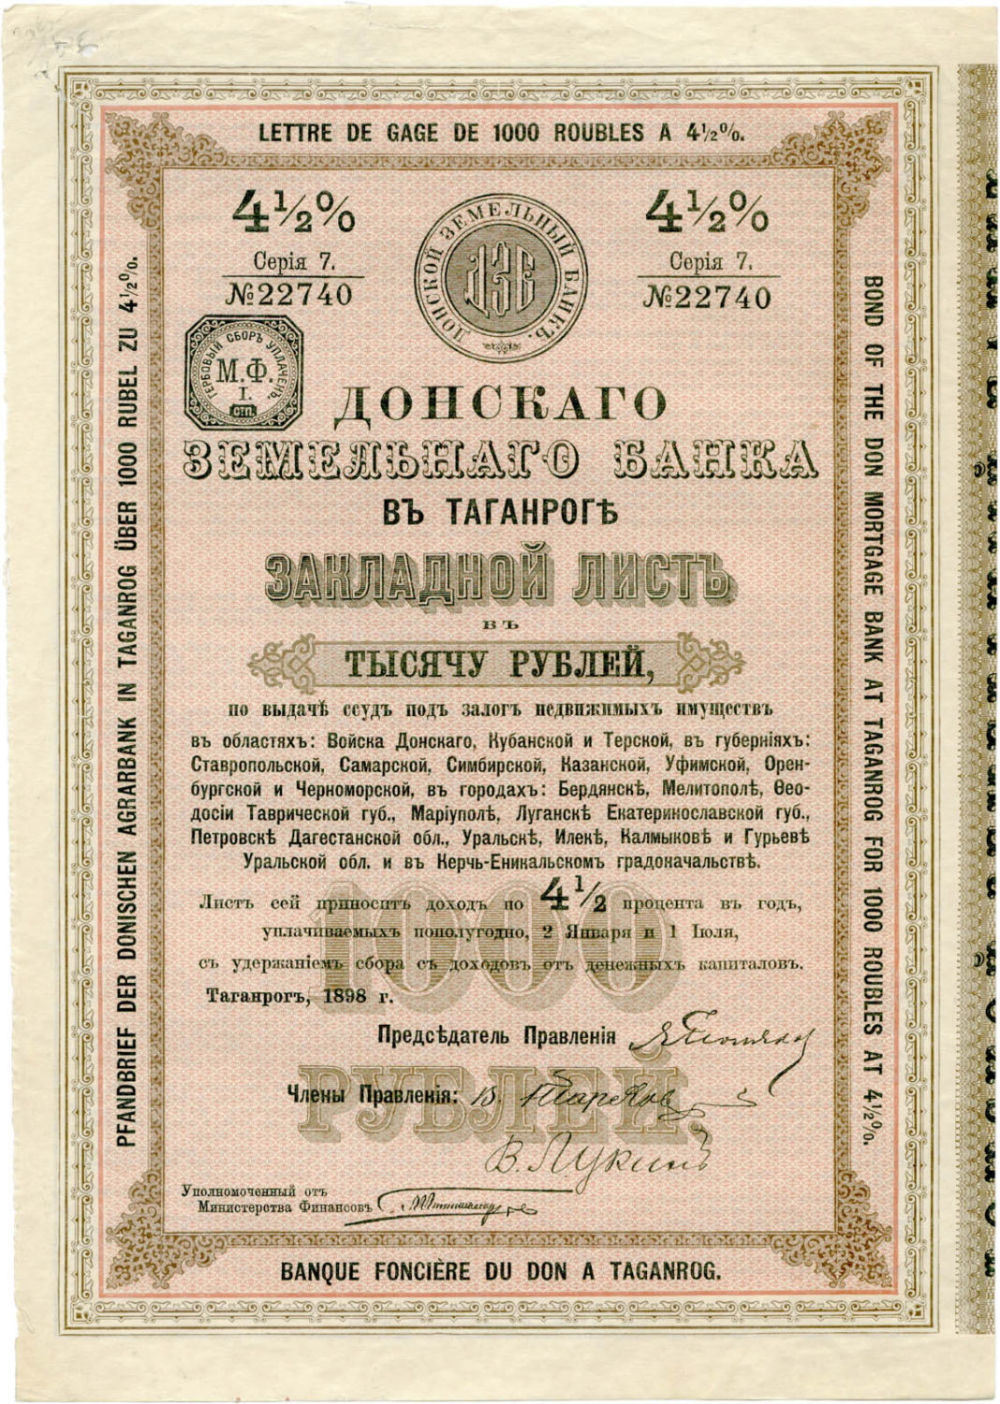 LETTRE DE GAGE DE 1000 ROUBLES A 4½%.
4½%
Серія 7.
№22740
ДОНСКОЙ ЗЕМЕЛЬНЫЙ БАНКЪ.
ДЗБ
4½%
Серія 7.
№22740
ГЕРБОВЫЙ СБОРЪ УПЛАЧЕНЪ.
М.Ф.
I.
СТП.
ДОНСКАГО
ЗЕМЕЛЬНАГО БАНКА
ВЪ ТАГАНРОГѢ
ЗАКЛАДНОЙ ЛИСТЪ
ВЪ
ТЫСЯЧУ РУБЛЕЙ,
по выдачѣ ссудъ подъ залогъ недвижимыхъ имуществъ
въ областяхъ: Войска Донскаго, Кубанской и Терской, въ губерніяхъ:
Ставропольской, Самарской, Симбирской, Казанской, Уфимской, Орен-
бургской и Черноморской, въ городахъ: Бердянскѣ, Мелитополѣ, Ѳео-
досіи Таврической губ., Маріуполѣ, Луганскѣ Екатеринославской губ.,
Петровскѣ Дагестанской обл., Уральскѣ, Илекѣ, Калмыковѣ и Гурьевѣ
Уральской обл. и въ Керчь-Еникальскомъ градоначальствѣ.
1000
Листъ сей приноситъ доходъ по 4½ процента въ годъ,
уплачиваемыхъ пополугодно, 2 Января и 1 Іюля,
съ удержаніемъ сбора съ доходовъ отъ денежныхъ капиталовъ.
Таганрогъ, 1898 г.
РУБЛЕЙ,
Предсѣдатель Правленія
Члены Правленія: В.
В. Лукинъ
Уполномоченный отъ
Министерства Финансовъ
BANQUE FONCIÈRE DU DON A TAGANROG.
PFANDBRIEF DER DONISCHEN AGRARBANK IN TAGANROG ÜBER 1000 RUBEL ZU 4½%.
BOND OF THE DON MORTGAGE BANK AT TAGANROG FOR 1000 ROUBLES AT 4½%.